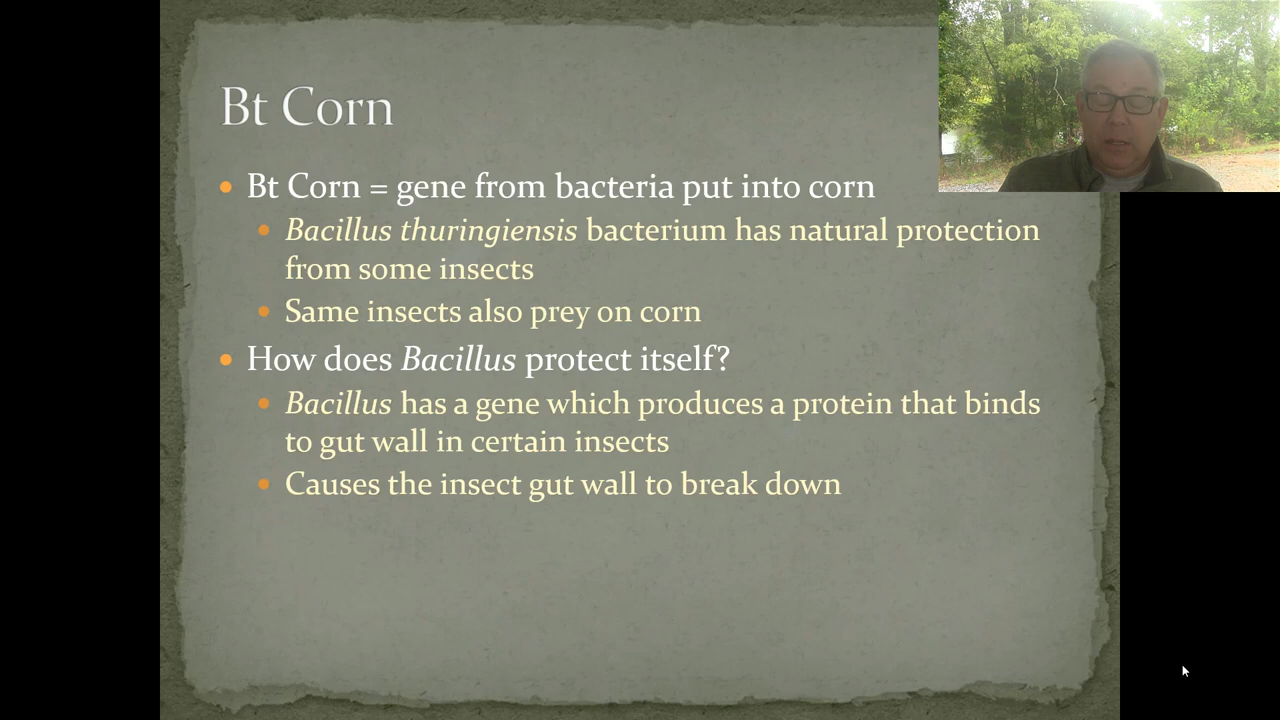 Bt Corn
Bt Corn = gene from bacteria put into corn
Bacillus thuringiensis bacterium has natural protection
from some insects
Same insects also prey on corn
How does Bacillus protect itself?
Bacillus has a gene which produces a protein that binds
to gut wall in certain insects
Causes the insect gut wall to break down